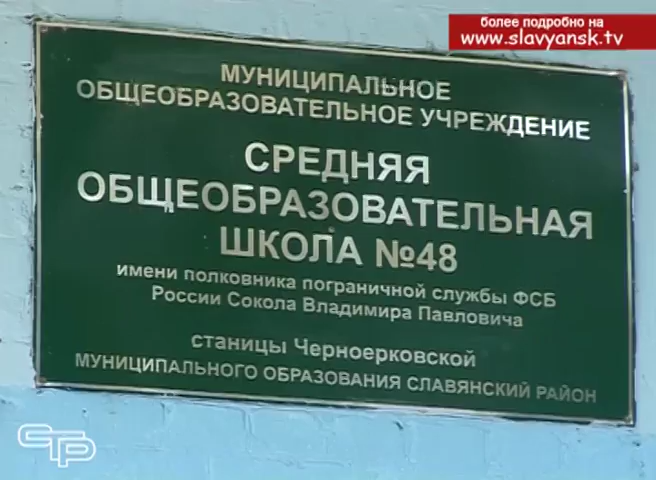 более подробно на
www.slavyansk.tv
МУНИЦИПАЛЬНОЕ
ОБЩЕОБРАЗОВАТЕЛЬНОЕ УЧРЕЖДЕНИЕ
СРЕДНЯЯ
ОБЩЕОБРАЗОВАТЕЛЬНАЯ
ШКОЛА №48
имени полковника пограничной службы ФСБ
России Сокола Владимира Павловича
станицы Черноерковской
МУНИЦИПАЛЬНОГО ОБРАЗОВАНИЯ СЛАВЯНСКИЙ РАЙОН
СТР